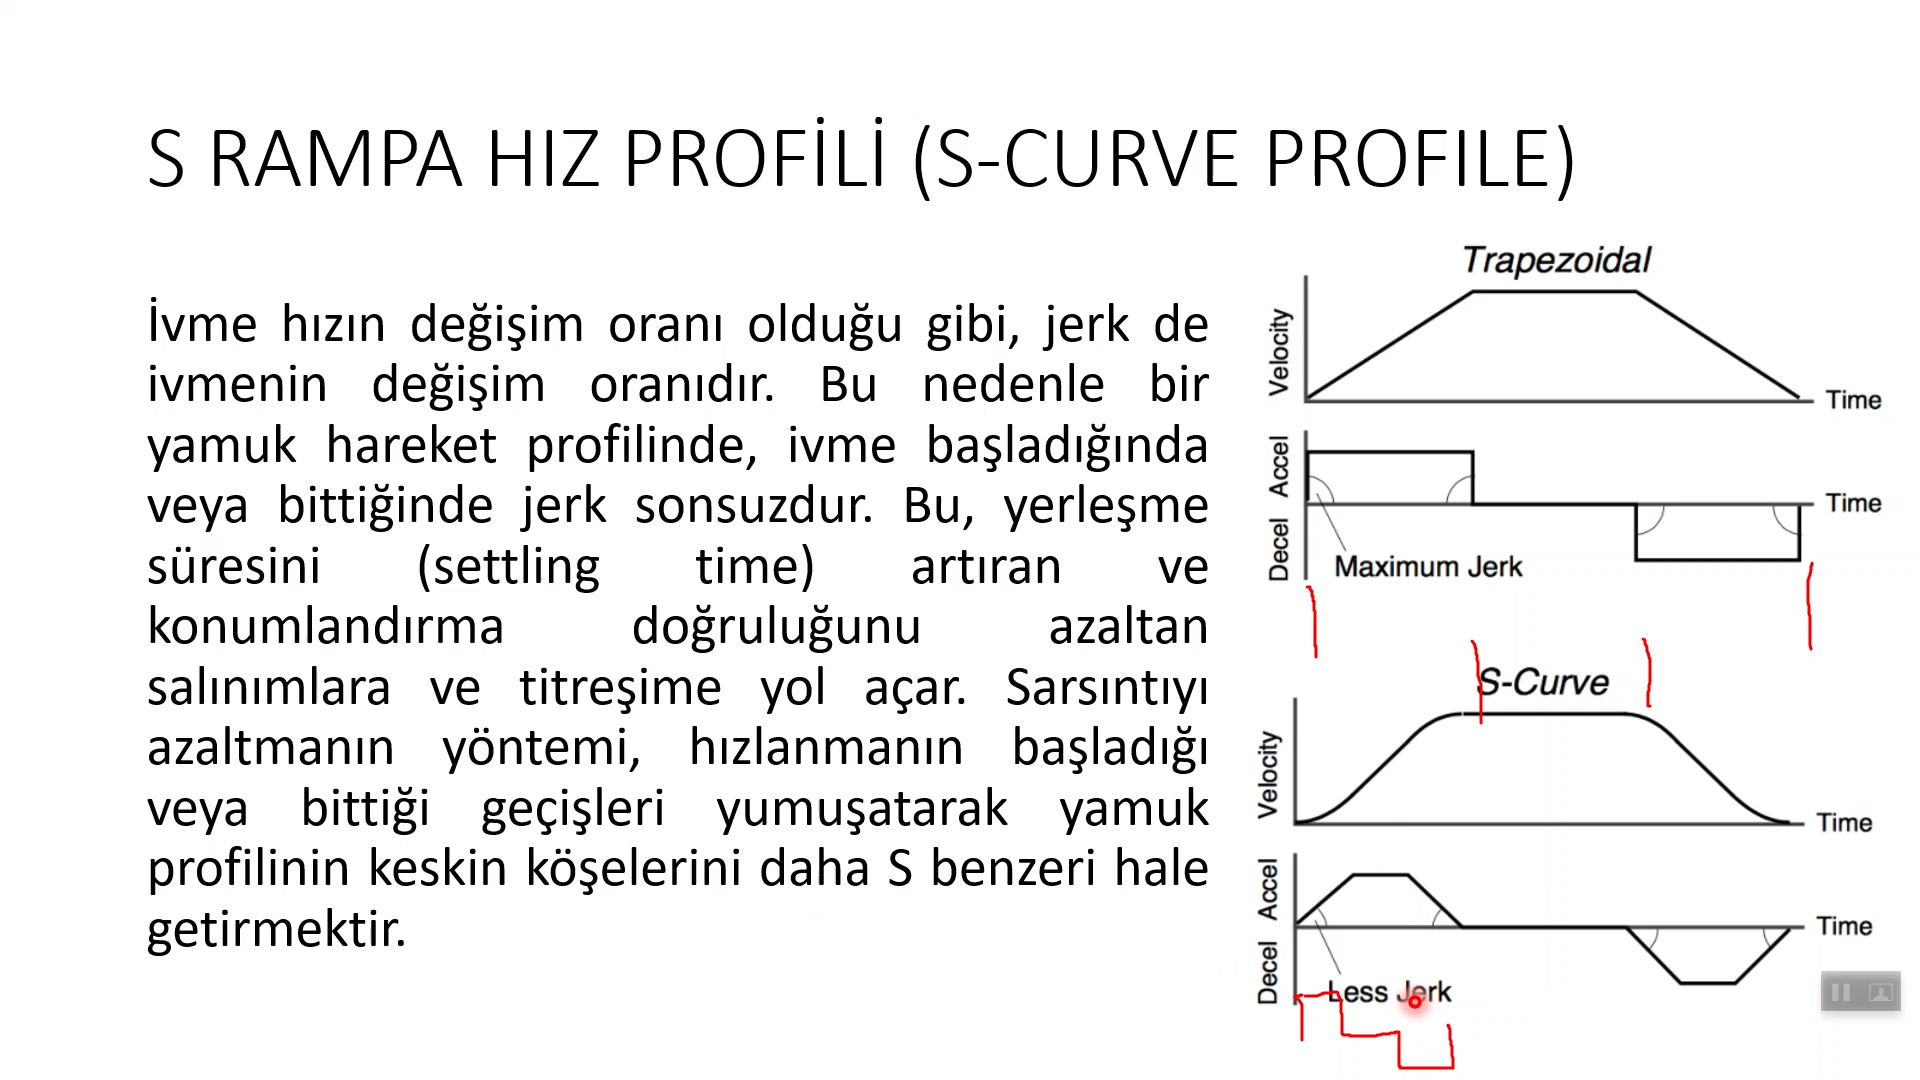 S RAMPA HIZ PROFİLİ (S-CURVE PROFILE)
İvme hızın değişim oranı olduğu gibi, jerk de
ivmenin değişim oranıdır. Bu nedenle bir
yamuk hareket profilinde, ivme başladığında
veya bittiğinde jerk sonsuzdur. Bu, yerleşme
süresini (settling time) artıran ve
konumlandırma doğruluğunu azaltan
salınımlara ve titreşime yol açar. Sarsıntıyı
azaltmanın yöntemi, hızlanmanın başladığı
veya bittiği geçişleri yumuşatarak yamuk
profilinin keskin köşelerini daha S benzeri hale
getirmektir.
Trapezoidal
Velocity
Time
Accel
Decel
Time
Maximum Jerk
S-Curve
Velocity
Time
Accel
Decel
Time
Less Jerk